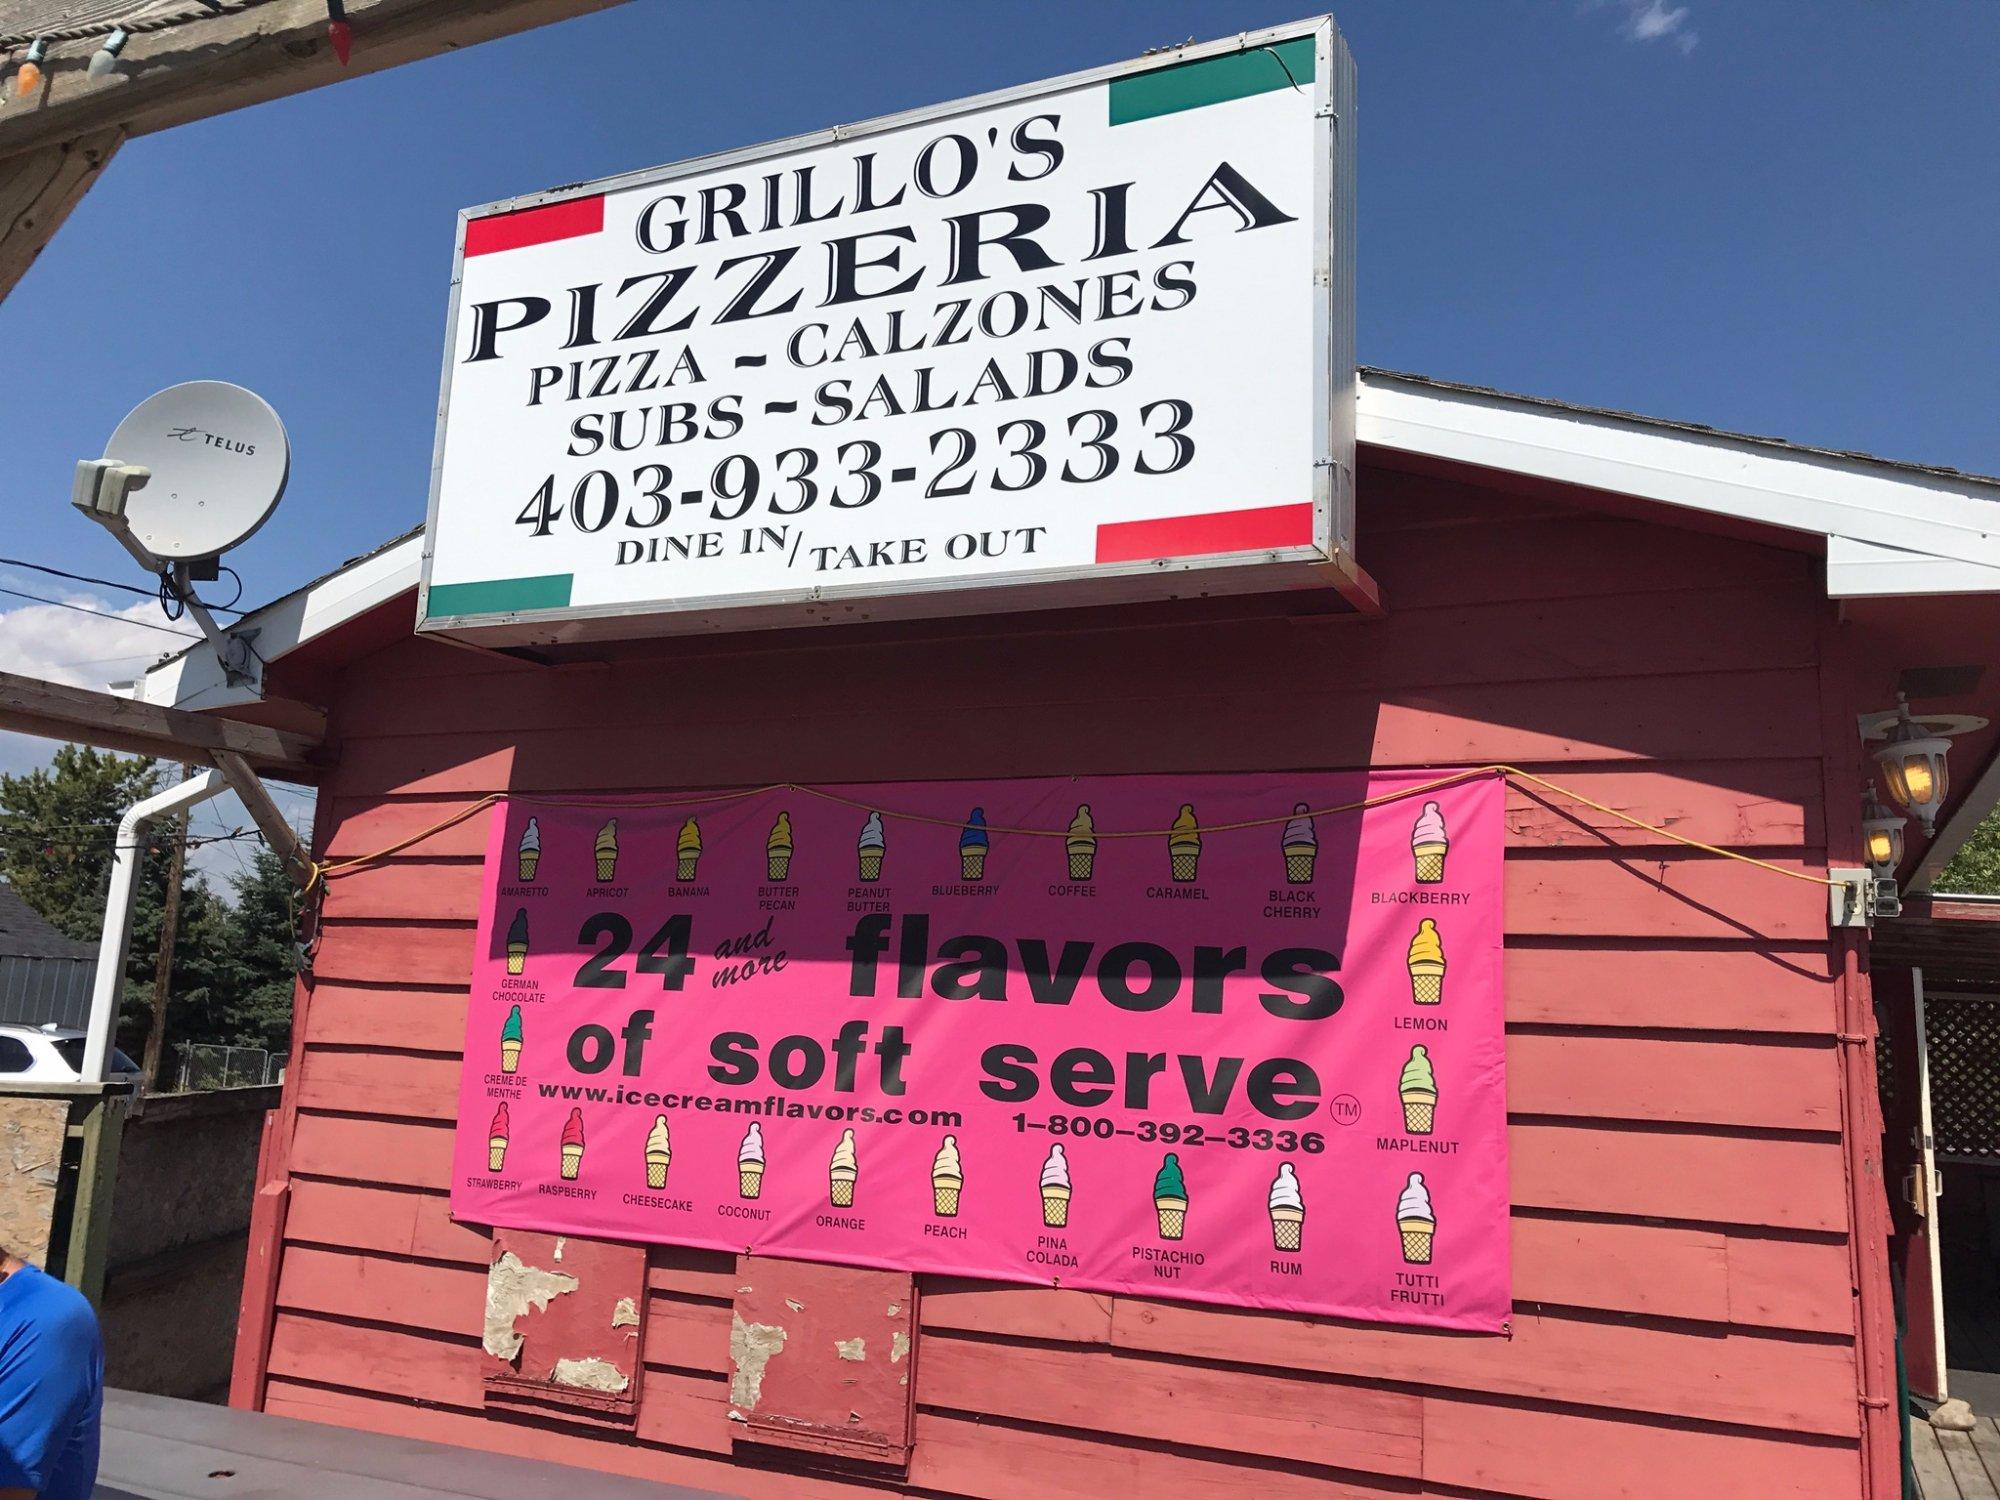 GRILLO'S
PIZZERIA
PIZZA ~ CALZONES
SUBS ~ SALADS
403-933-2333
DINE IN / TAKE OUT
TELUS
AMARETTO
APRICOT
BANANA
BUTTER
PECAN
PEANUT
BUTTER
BLUEBERRY
COFFEE
CARAMEL
BLACK
CHERRY
BLACKBERRY
GERMAN
CHOCOLATE
24 and more flavors
LEMON
of soft serve TM
CREME DE
MENTHE
www.icecreamflavors.com 1-800-392-3336
MAPLENUT
STRAWBERRY
RASPBERRY
CHEESECAKE
COCONUT
ORANGE
PEACH
PINA
COLADA
PISTACHIO
NUT
RUM
TUTTI
FRUTTI